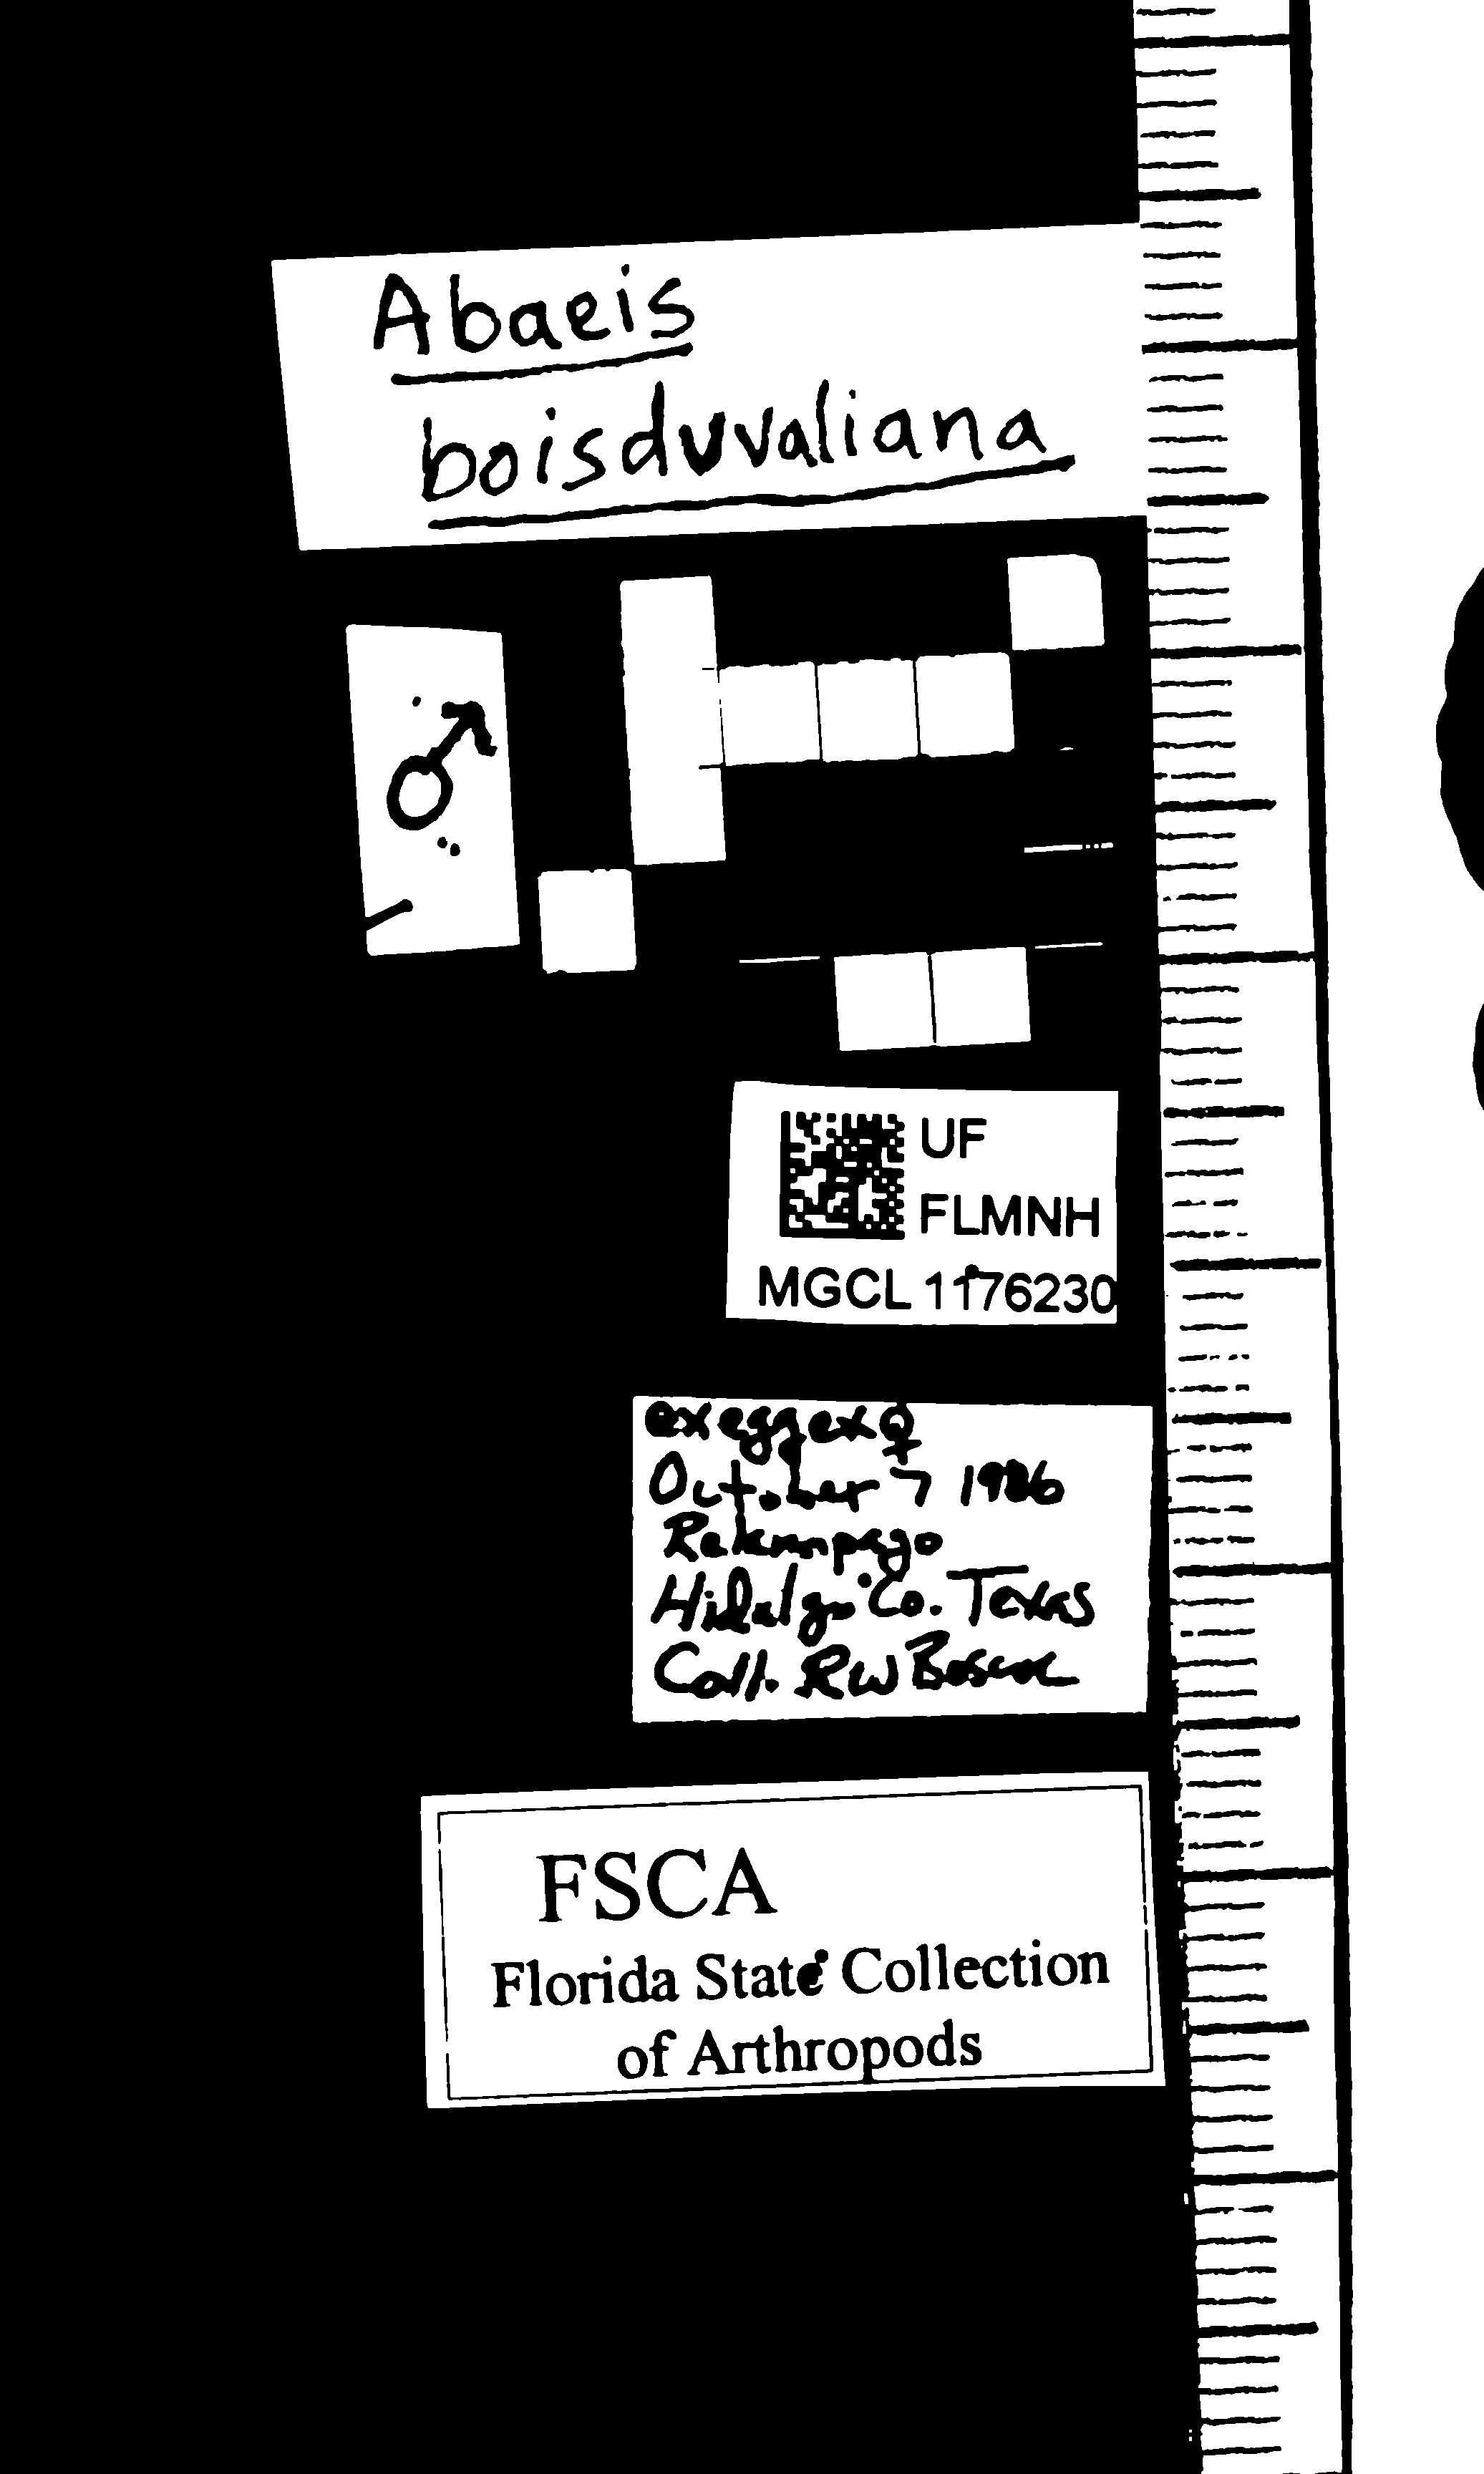 Abaeis
boisduvaliana
♂
UF
FLMNH
MGCL 1176230
ex egg ex ♀
October 7 1986
Relampago
Hidalgo Co. Texas
Coll. RW Boscoe
FSCA
Florida State Collection
of Arthropods